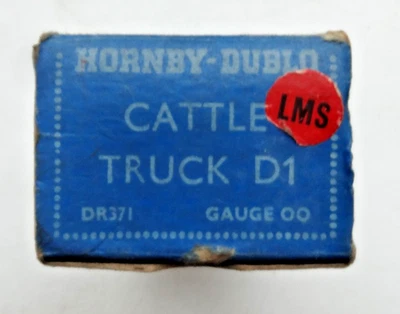 HORNBY-DUBLO
LMS
CATTLE
TRUCK D1
DR371 GAUGE OO